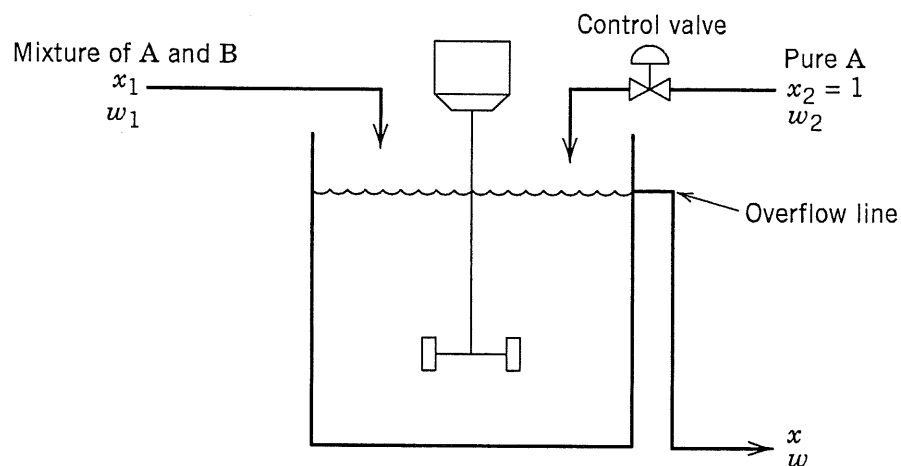 Control valve
Mixture of A and B
x₁
w₁
Pure A
x₂ = 1
w₂
Overflow line
x
w